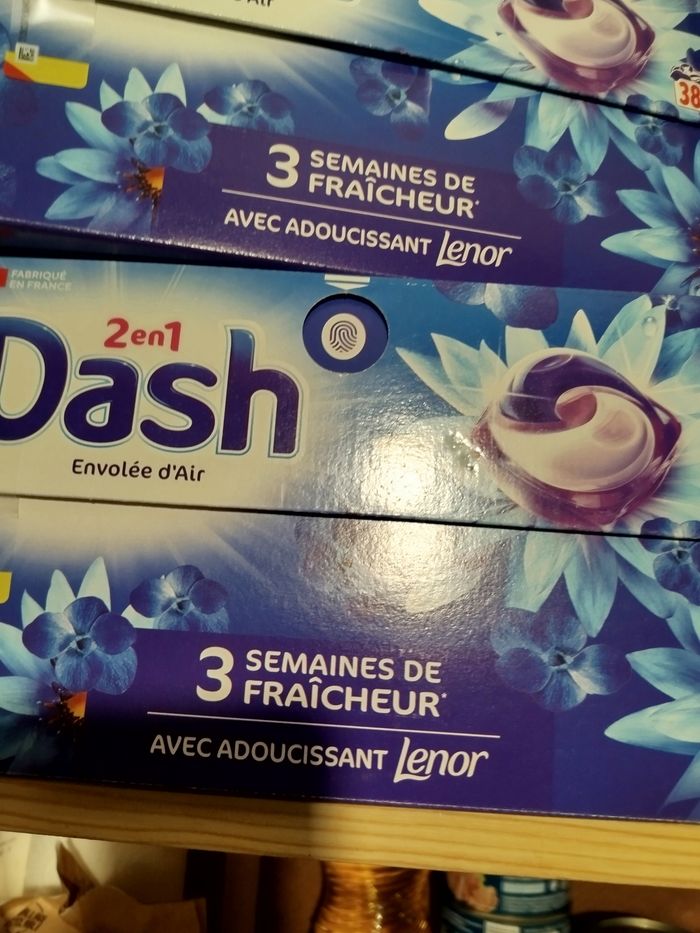 38
3 SEMAINES DE
FRAÎCHEUR*
AVEC ADOUCISSANT Lenor
FABRIQUÉ
EN FRANCE
2en1
Dash
Envolée d'Air
3 SEMAINES DE
FRAÎCHEUR*
AVEC ADOUCISSANT Lenor